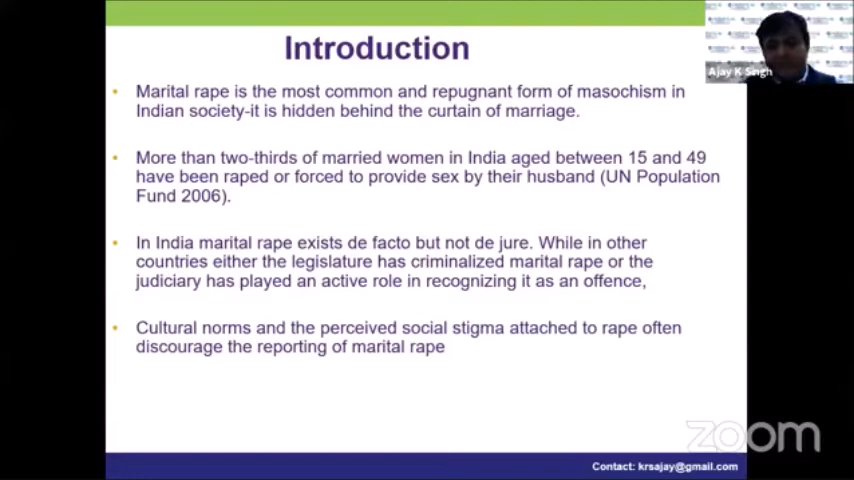 Introduction
Ajay K Singh
• Marital rape is the most common and repugnant form of masochism in
Indian society-it is hidden behind the curtain of marriage.
• More than two-thirds of married women in India aged between 15 and 49
have been raped or forced to provide sex by their husband (UN Population
Fund 2006).
• In India marital rape exists de facto but not de jure. While in other
countries either the legislature has criminalized marital rape or the
judiciary has played an active role in recognizing it as an offence,
• Cultural norms and the perceived social stigma attached to rape often
discourage the reporting of marital rape
zoom
Contact: krsajay@gmail.com